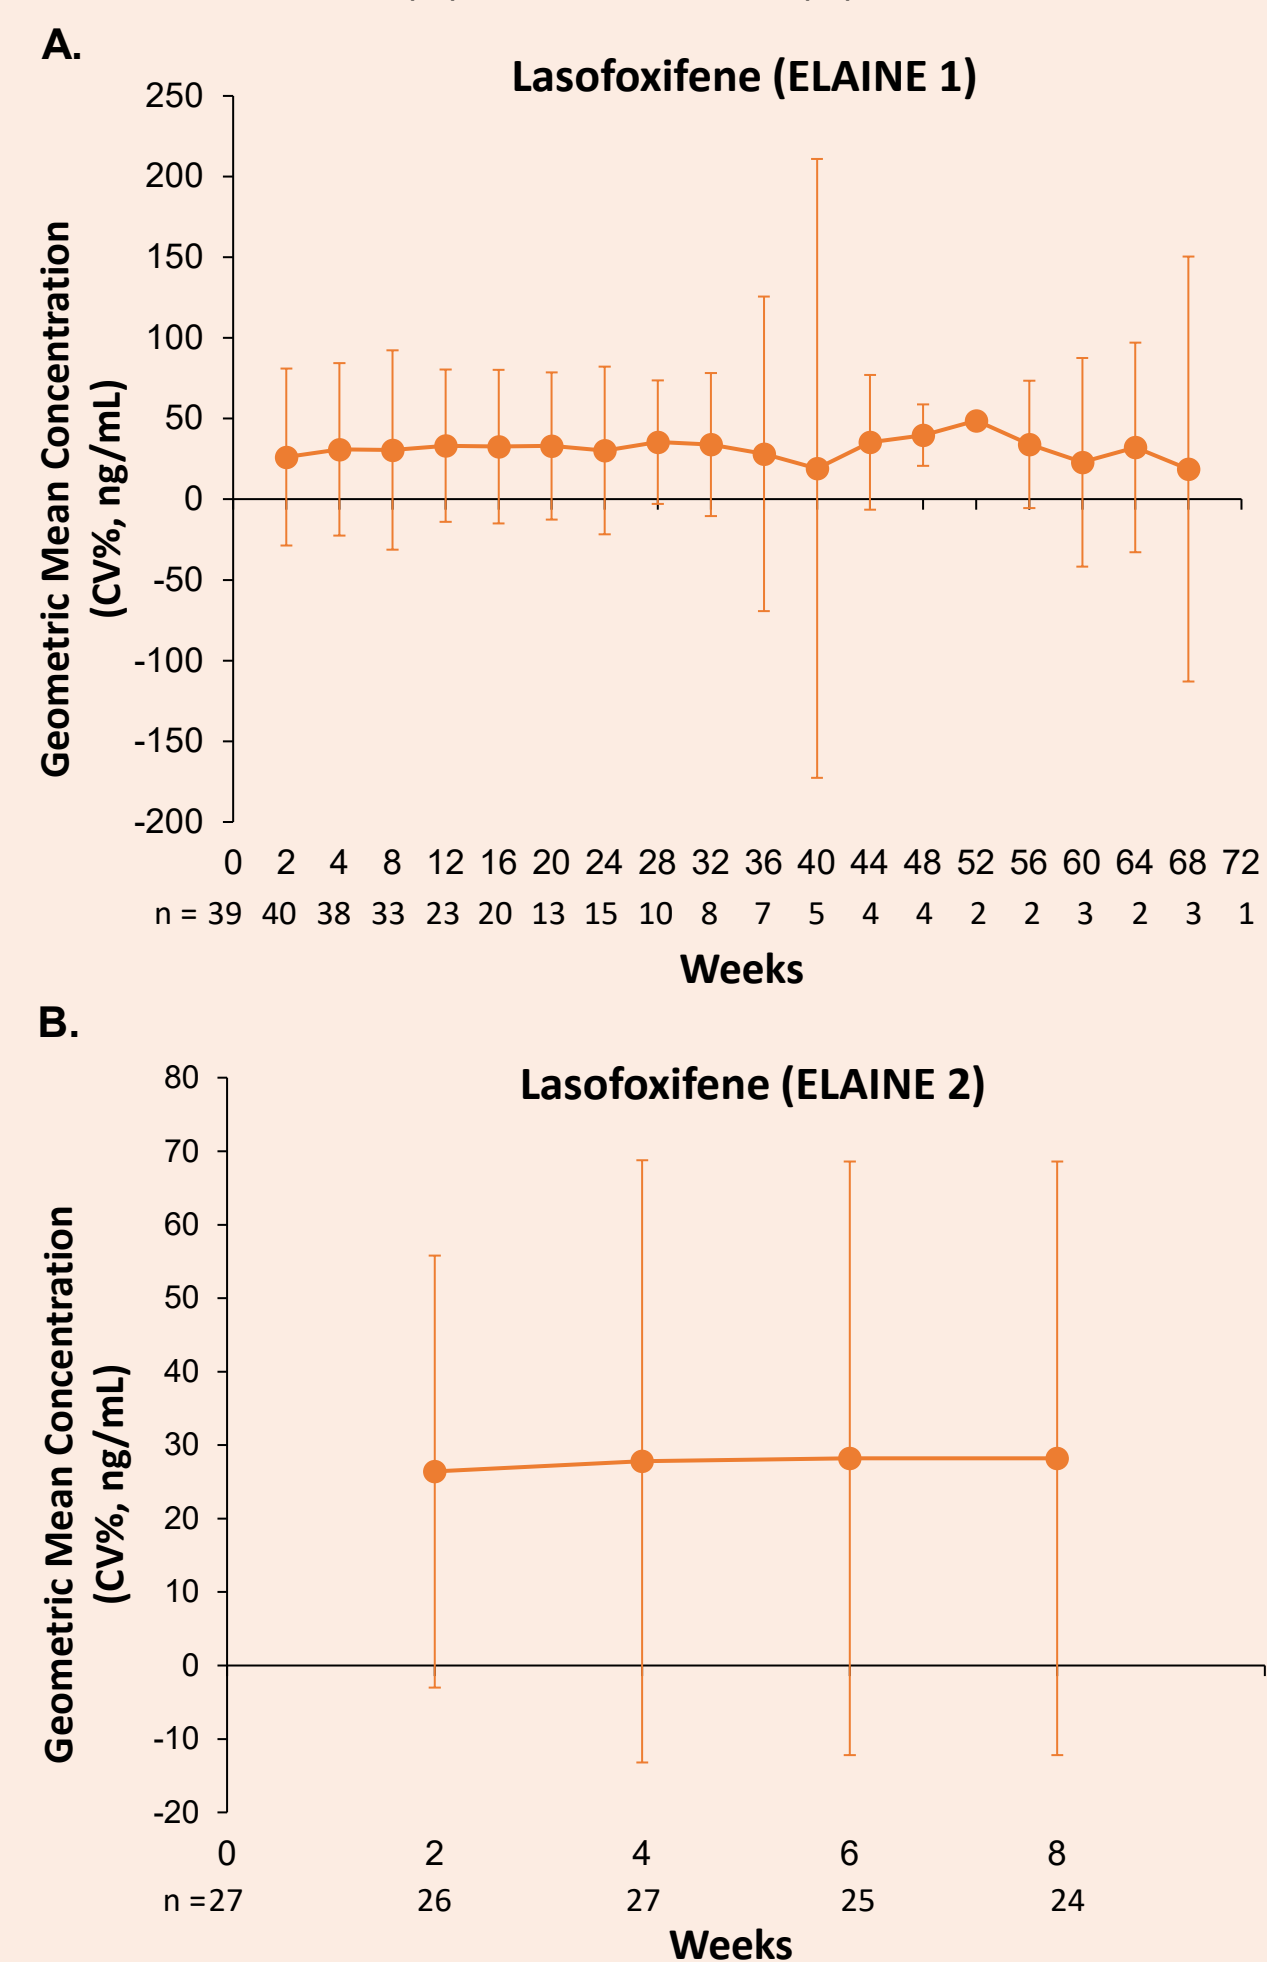 A.
Lasofoxifene (ELAINE 1)
Geometric Mean Concentration
(CV%, ng/mL)
250
200
150
100
50
0
-50
-100
-150
-200
0 2 4 8 12 16 20 24 28 32 36 40 44 48 52 56 60 64 68 72
n = 39 40 38 33 23 20 13 15 10 8 7 5 4 4 2 2 3 2 3 1
Weeks
B.
Lasofoxifene (ELAINE 2)
Geometric Mean Concentration
(CV%, ng/mL)
80
70
60
50
40
30
20
10
0
-10
-20
0 2 4 6 8
n =27 26 27 25 24
Weeks